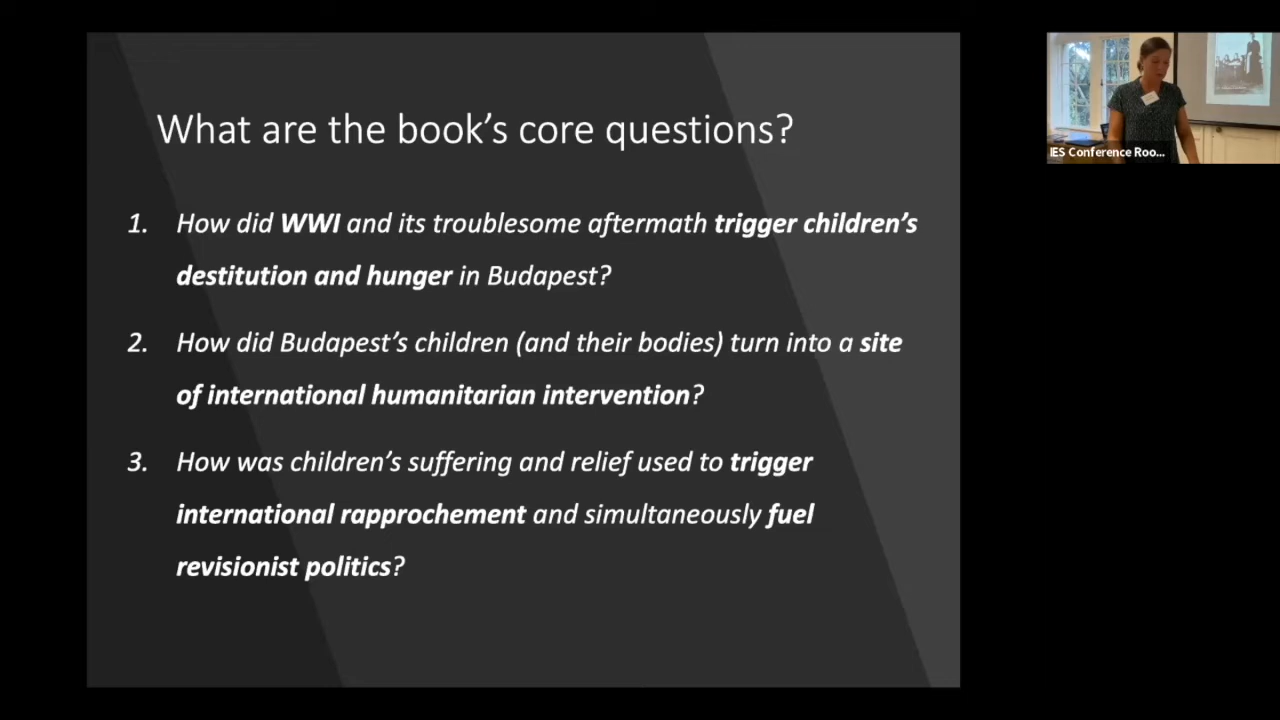 What are the book's core questions?
1. How did WWI and its troublesome aftermath trigger children's
destitution and hunger in Budapest?
2. How did Budapest's children (and their bodies) turn into a site
of international humanitarian intervention?
3. How was children's suffering and relief used to trigger
international rapprochement and simultaneously fuel
revisionist politics?
IES Conference Roo...